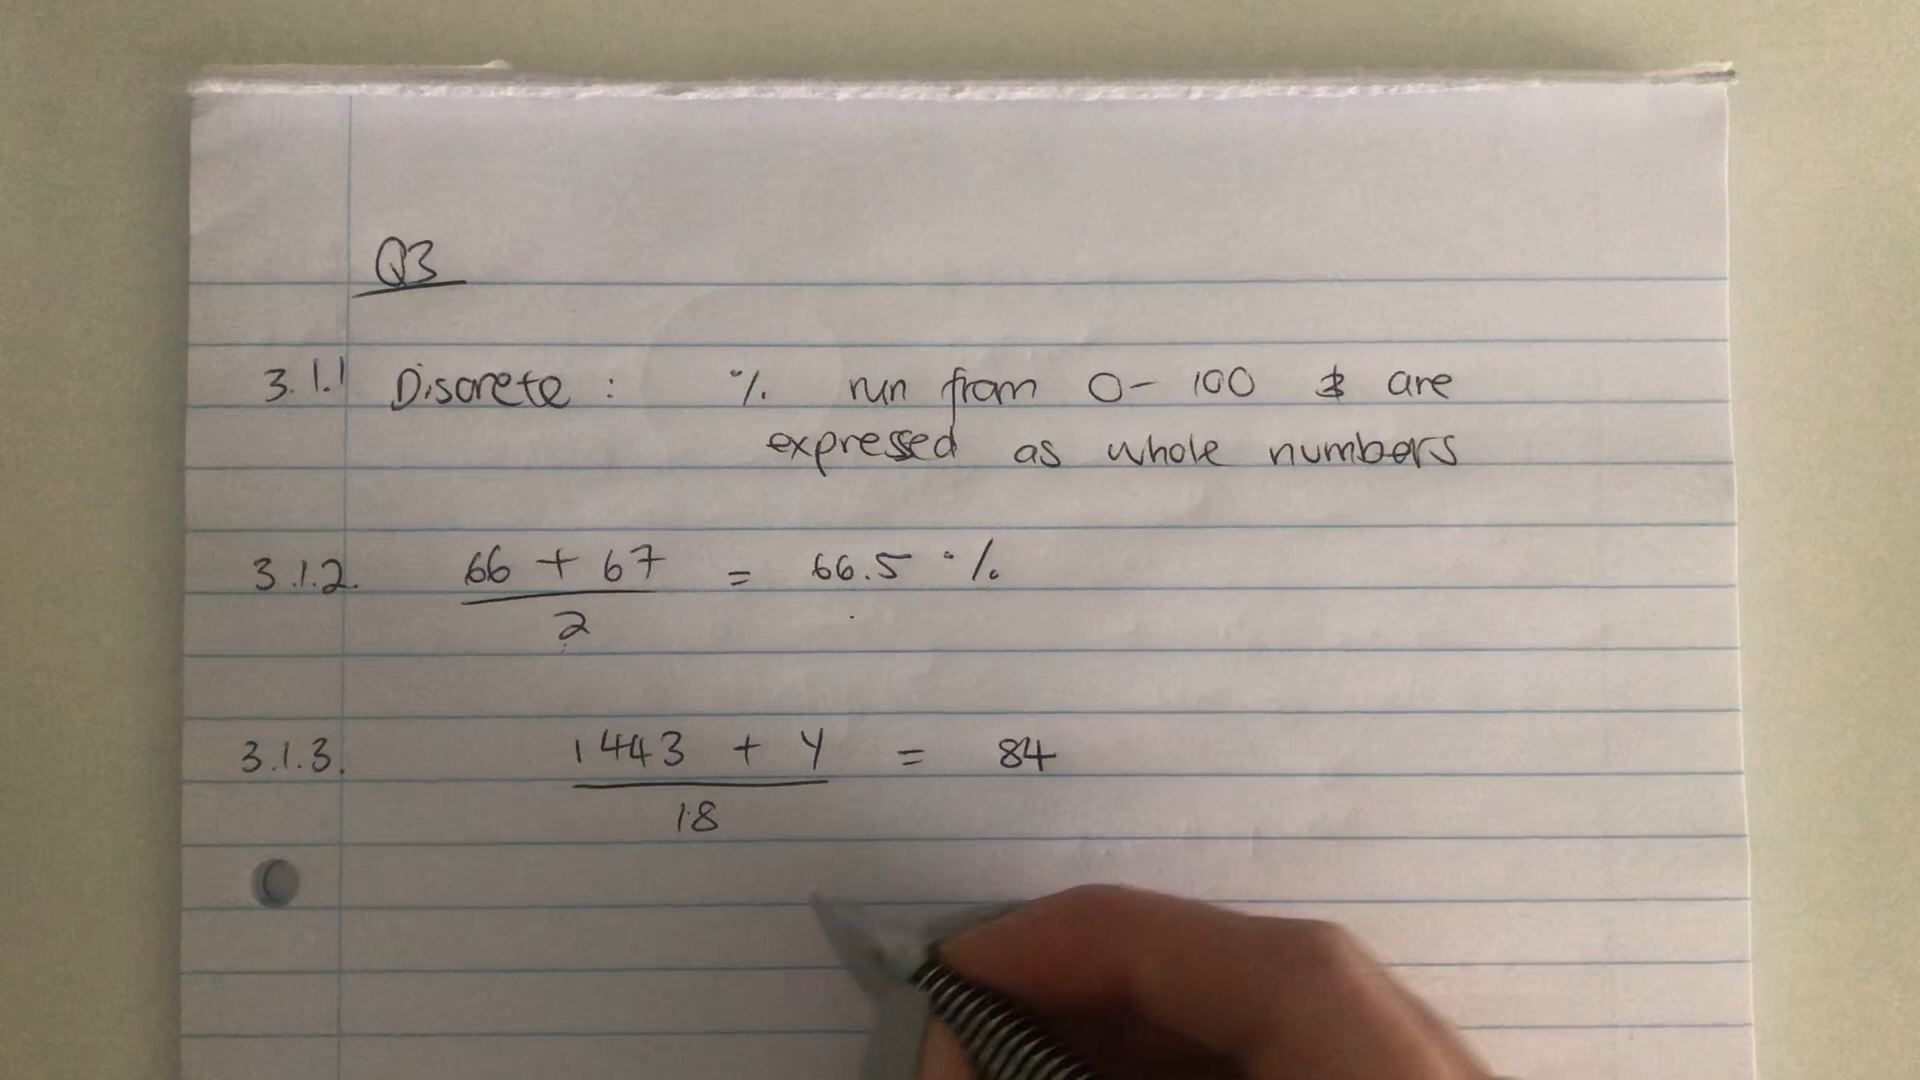 Q3
3.1.1 Discrete : % run from 0 - 100 & are
expressed as whole numbers
3.1.2. 66 + 67 = 66.5 %
2
3.1.3. 1443 + y = 84
18